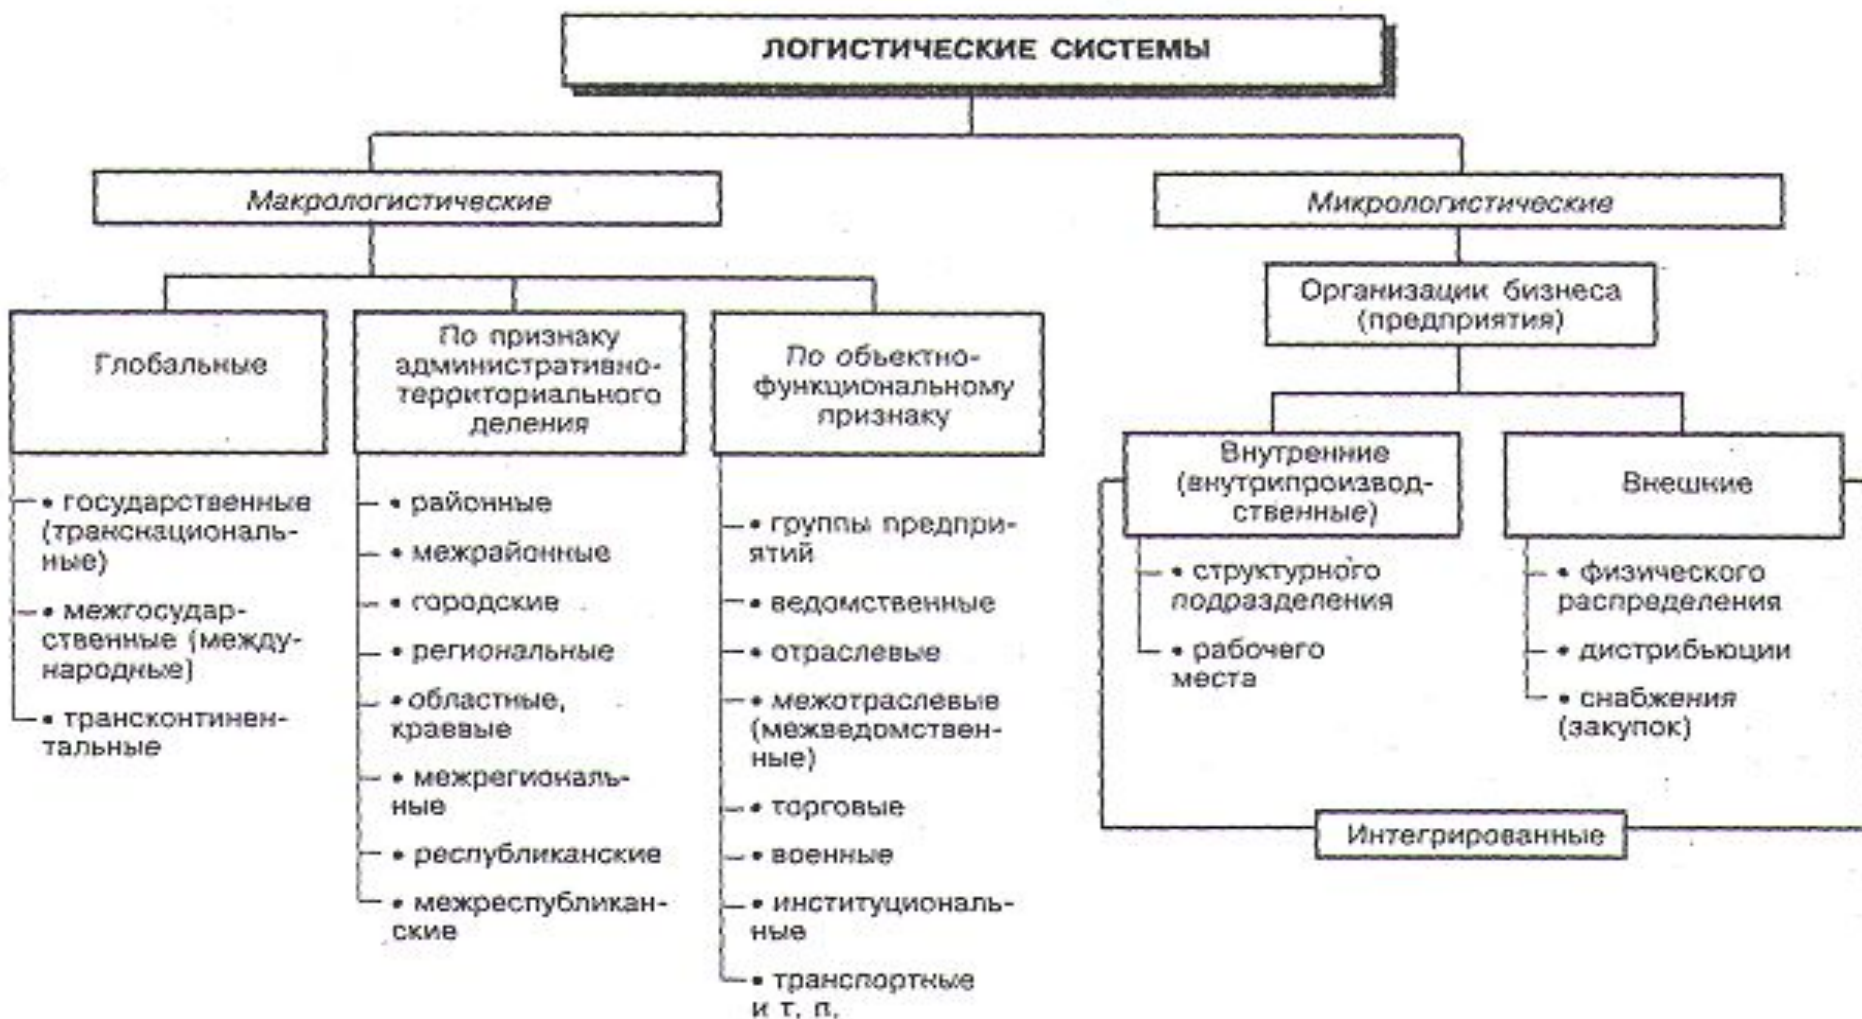 ЛОГИСТИЧЕСКИЕ СИСТЕМЫ
Макрологистические
Глобальные
• государственные
(транснациональ-
ные)
• межгосудар-
ственные (между-
народные)
• трансконтинен-
тальные
По признаку
административно-
территориального
деления
• районные
• межрайонные
• городские
• региональные
• областные,
краевые
• межрегиональ-
ные
• республиканские
• межреспубликан-
ские
По объектно-
функциональному
признаку
• группы предпри-
ятий
• ведомственные
• отраслевые
• межотраслевые
(межведомствен-
ные)
• торговые
• военные
• институциональ-
ные
• транспортные
и т. п.
Микрологистические
Организации бизнеса
(предприятия)
Внутренние
(внутрипроизвод-
ственные)
• структурного
подразделения
• рабочего
места
Внешние
• физического
распределения
• дистрибьюции
• снабжения
(закупок)
Интегрированные